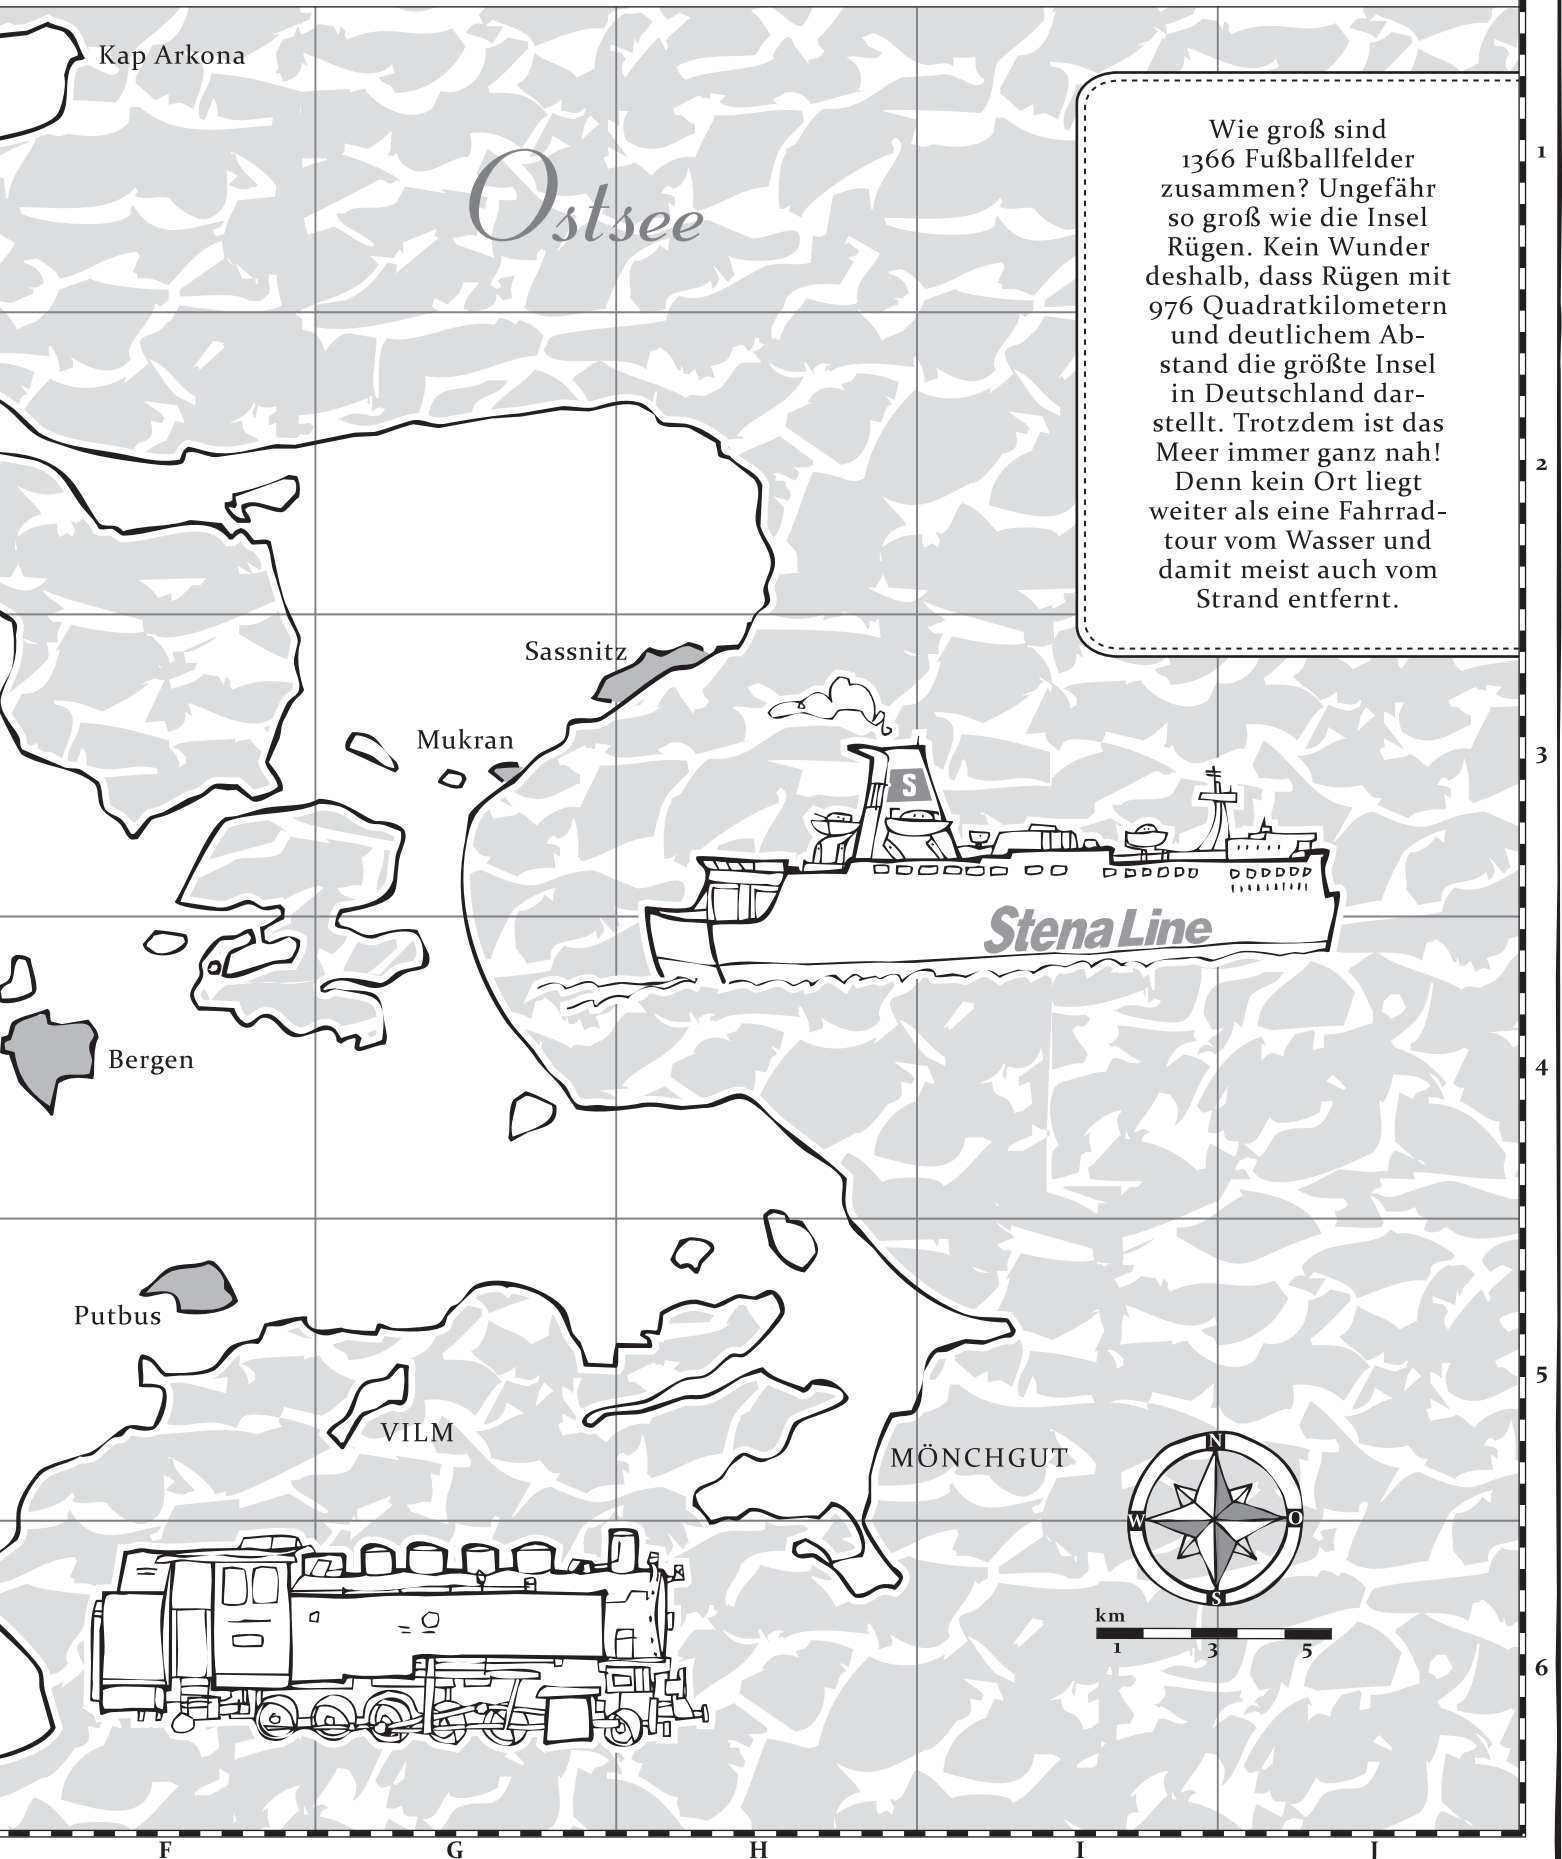 Kap Arkona
Ostsee
Wie groß sind
1366 Fußballfelder
zusammen? Ungefähr
so groß wie die Insel
Rügen. Kein Wunder
deshalb, dass Rügen mit
976 Quadratkilometern
und deutlichem Ab-
stand die größte Insel
in Deutschland dar-
stellt. Trotzdem ist das
Meer immer ganz nah!
Denn kein Ort liegt
weiter als eine Fahrrad-
tour vom Wasser und
damit meist auch vom
Strand entfernt.
1
2
Sassnitz
Mukran
3
S
Stena Line
Bergen
4
Putbus
5
VILM
MÖNCHGUT
N
W
O
S
km
1 3 5
6
F G H I J